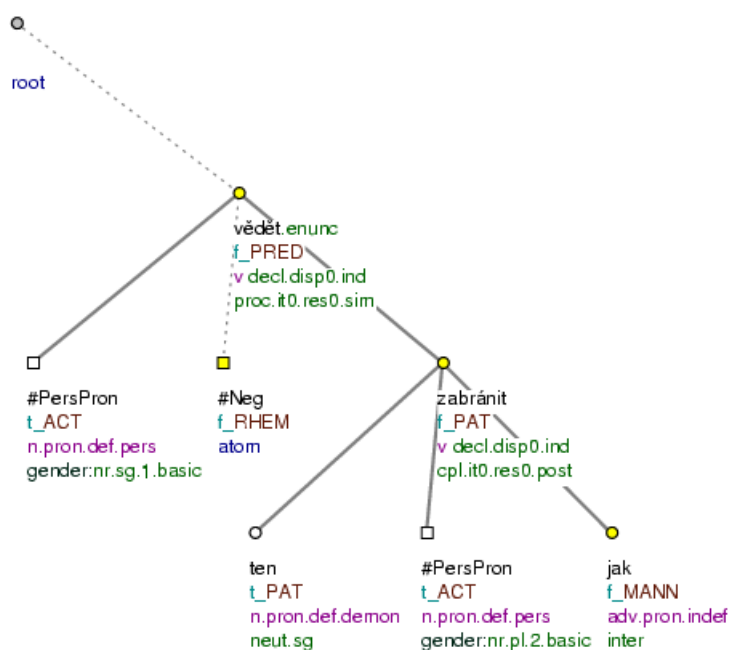 root
vědět.enunc
f_PRED
v decl.disp0.ind
proc.it0.res0.sim
#PersPron
t_ACT
n.pron.def.pers
gender:nr.sg.1.basic
#Neg
f_RHEM
atom
zabránit
f_PAT
v decl.disp0.ind
cpl.it0.res0.post
ten
t_PAT
n.pron.def.demon
neut.sg
#PersPron
t_ACT
n.pron.def.pers
gender:nr.pl.2.basic
jak
f_MANN
adv.pron.indef
inter